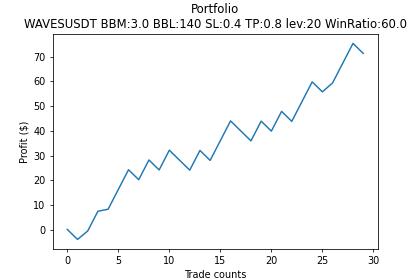 Portfolio
WAVESUSDT BBM:3.0 BBL:140 SL:0.4 TP:0.8 lev:20 WinRatio:60.0
Profit ($)
70
60
50
40
30
20
10
0
0 5 10 15 20 25 30
Trade counts